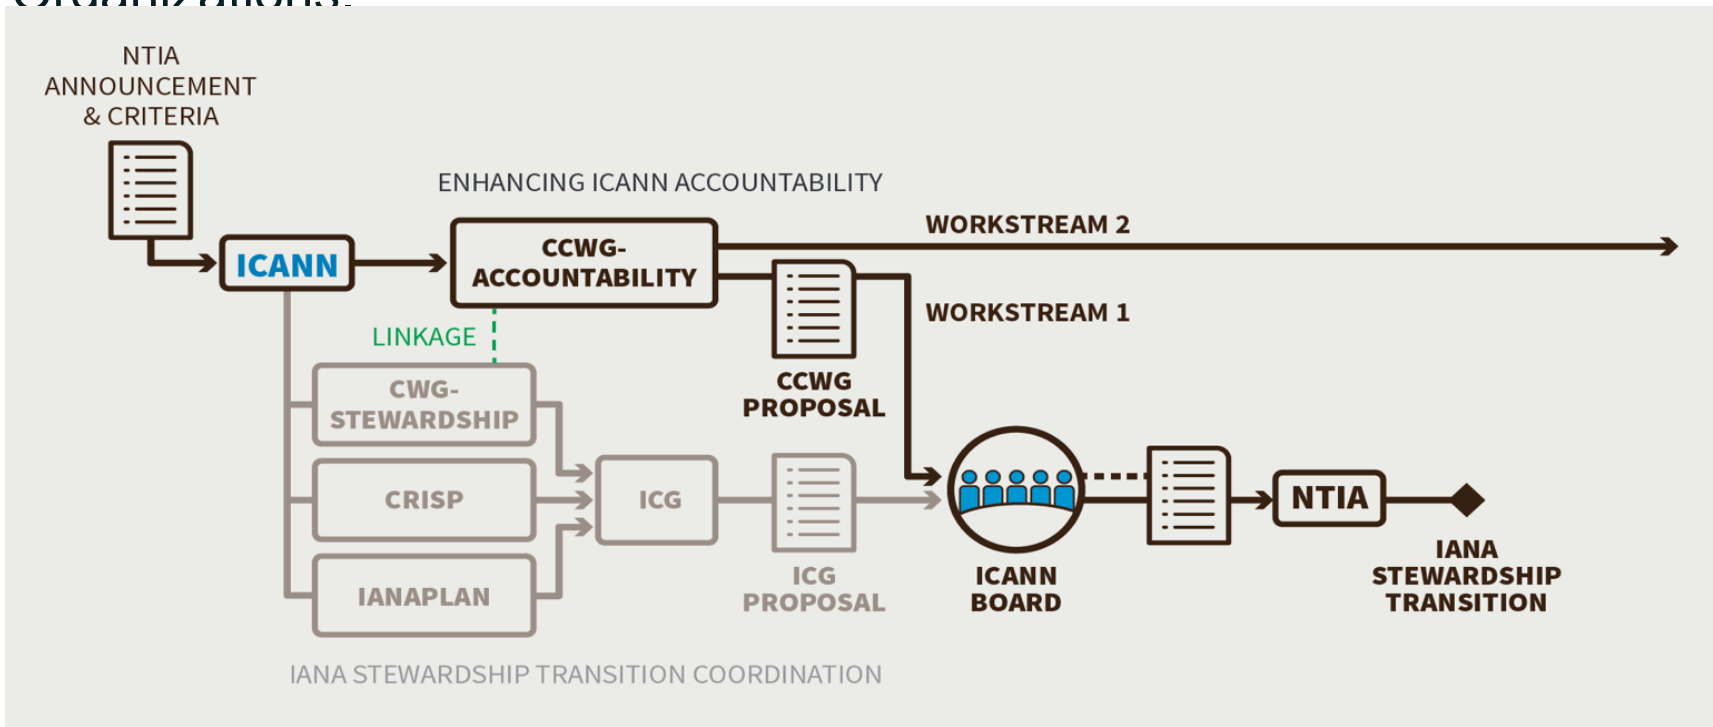 Organizations.
NTIA
ANNOUNCEMENT
& CRITERIA
ENHANCING ICANN ACCOUNTABILITY
ICANN
CCWG-
ACCOUNTABILITY
WORKSTREAM 2
WORKSTREAM 1
LINKAGE
CCWG
PROPOSAL
CWG-
STEWARDSHIP
CRISP
IANAPLAN
ICG
ICG
PROPOSAL
ICANN
BOARD
NTIA
IANA
STEWARDSHIP
TRANSITION
IANA STEWARDSHIP TRANSITION COORDINATION